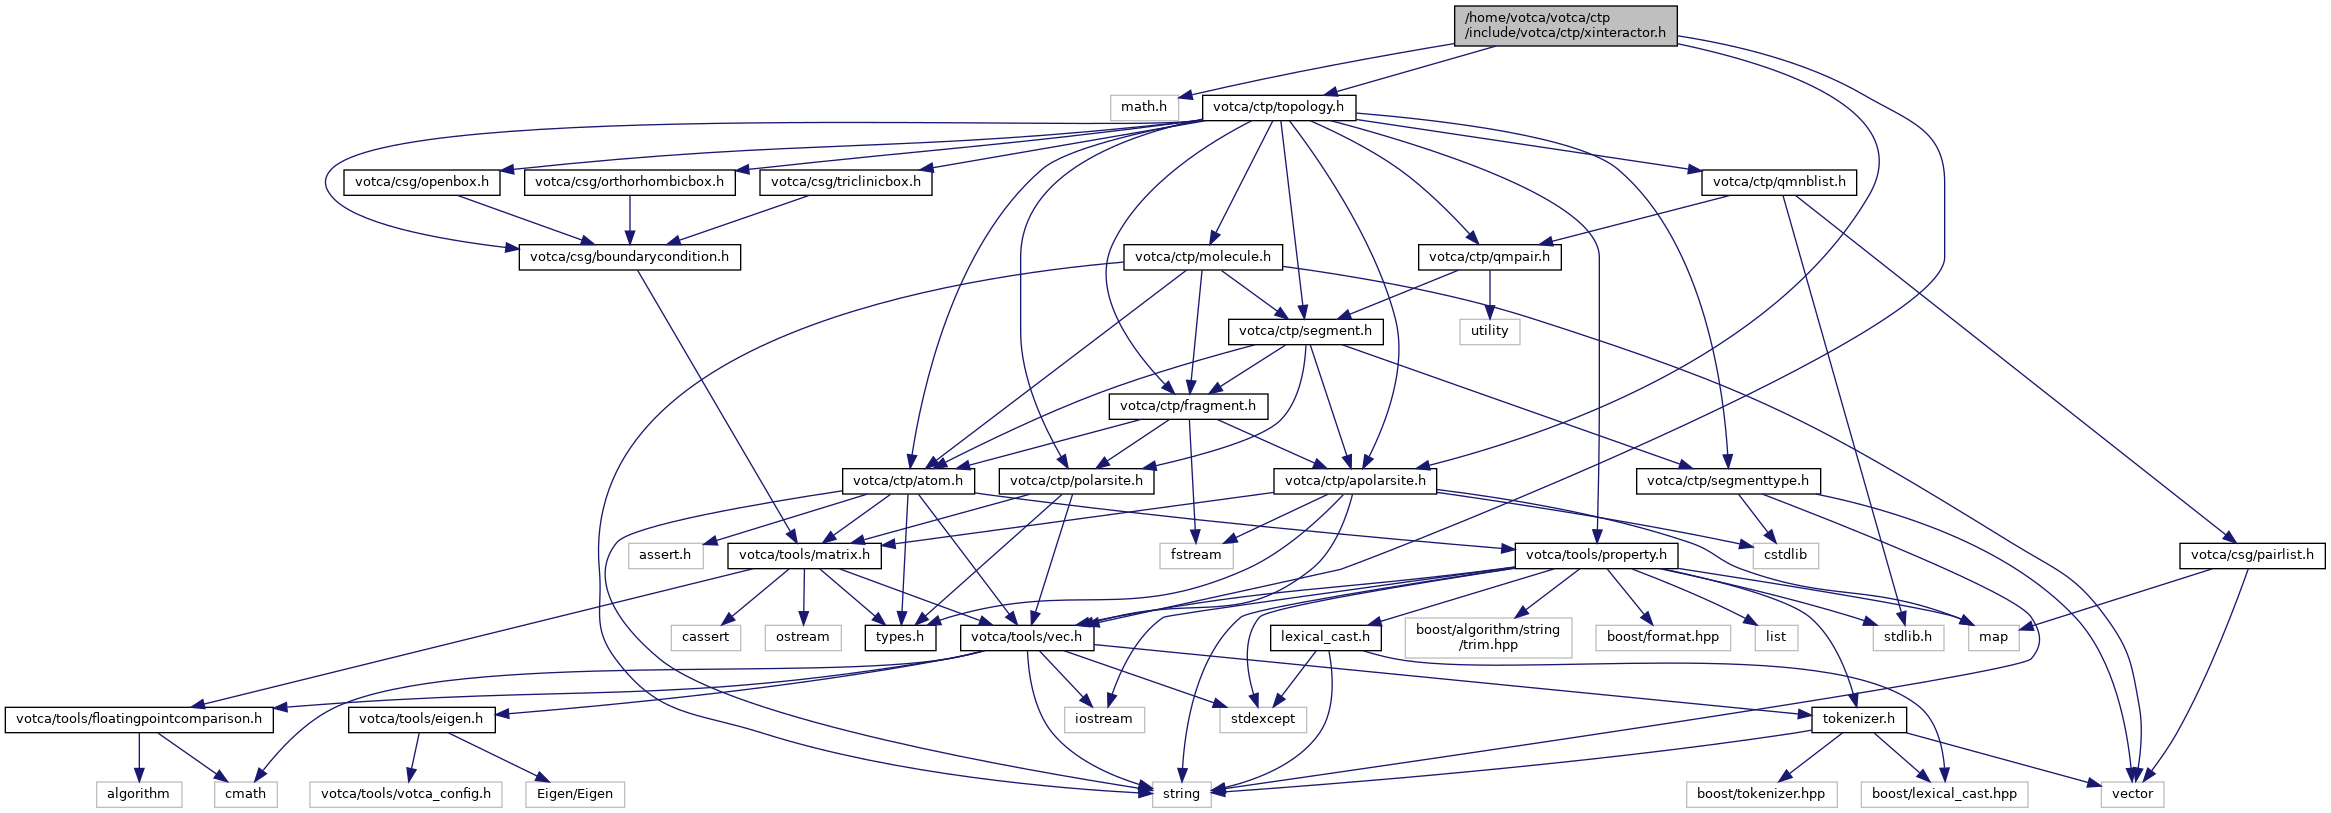 /home/votca/votca/ctp
/include/votca/ctp/xinteractor.h
math.h
votca/ctp/topology.h
votca/csg/openbox.h
votca/csg/orthorhombicbox.h
votca/csg/triclinicbox.h
votca/ctp/qmnblist.h
votca/csg/boundarycondition.h
votca/ctp/molecule.h
votca/ctp/qmpair.h
votca/ctp/segment.h
utility
votca/ctp/fragment.h
votca/ctp/atom.h
votca/ctp/polarsite.h
votca/ctp/apolarsite.h
votca/ctp/segmenttype.h
assert.h
votca/tools/matrix.h
fstream
votca/tools/property.h
cstdlib
votca/csg/pairlist.h
cassert
ostream
types.h
votca/tools/vec.h
lexical_cast.h
boost/algorithm/string
/trim.hpp
boost/format.hpp
list
stdlib.h
map
votca/tools/floatingpointcomparison.h
votca/tools/eigen.h
iostream
stdexcept
tokenizer.h
algorithm
cmath
votca/tools/votca_config.h
Eigen/Eigen
string
boost/tokenizer.hpp
boost/lexical_cast.hpp
vector